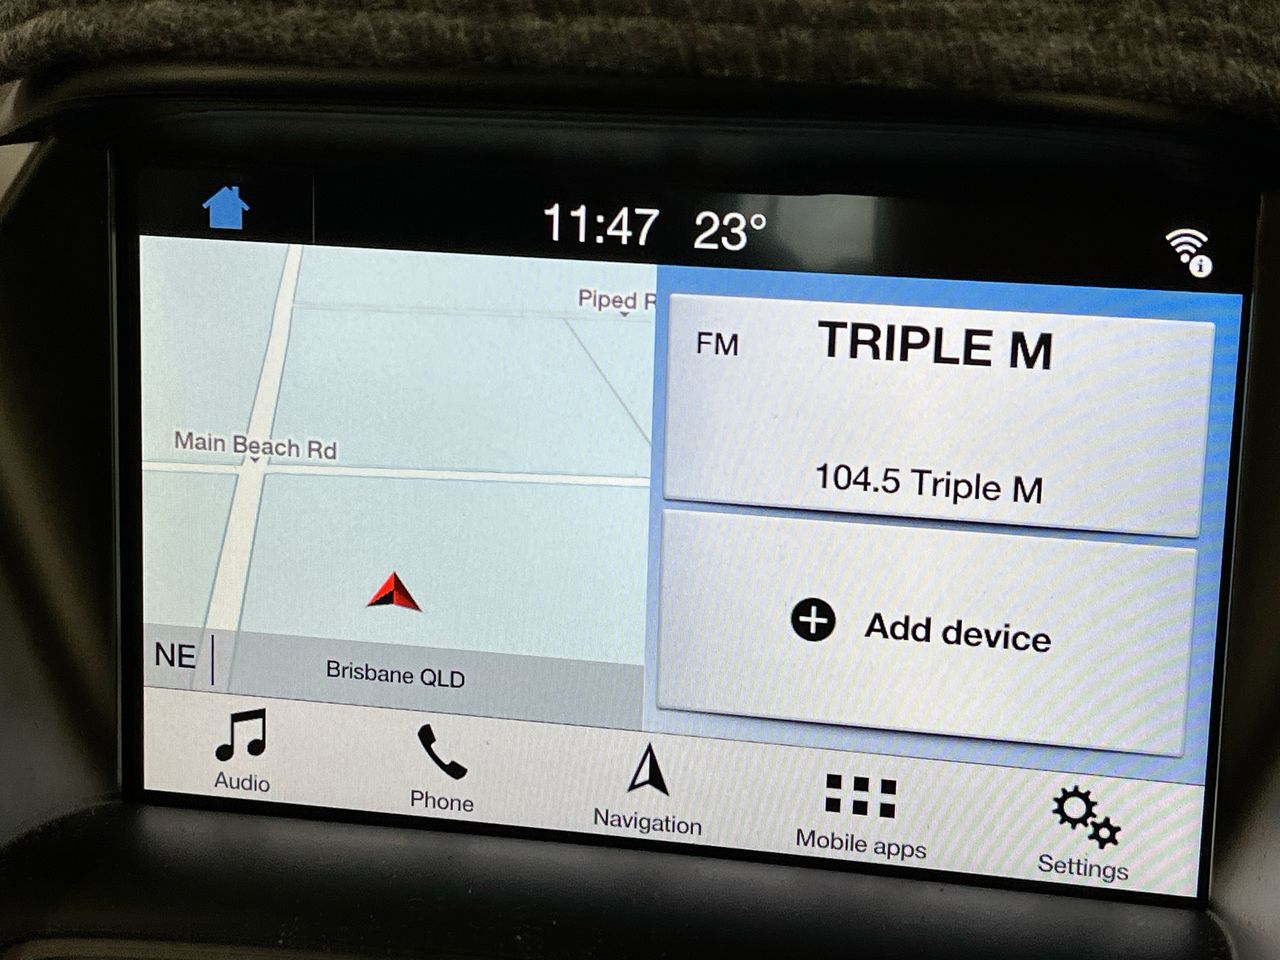 11:47 23°
Piped R
Main Beach Rd
NE
Brisbane QLD
FM
TRIPLE M
104.5 Triple M
Add device
Audio
Phone
Navigation
Mobile apps
Settings